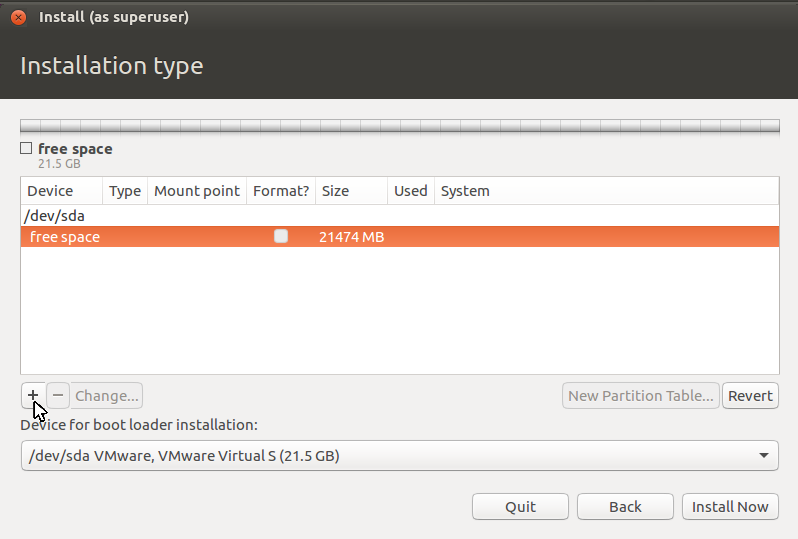 Install (as superuser)
Installation type
free space
21.5 GB
Device Type Mount point Format? Size Used System
/dev/sda
free space 21474 MB
+ − Change... New Partition Table... Revert
Device for boot loader installation:
/dev/sda VMware, VMware Virtual S (21.5 GB)
Quit Back Install Now